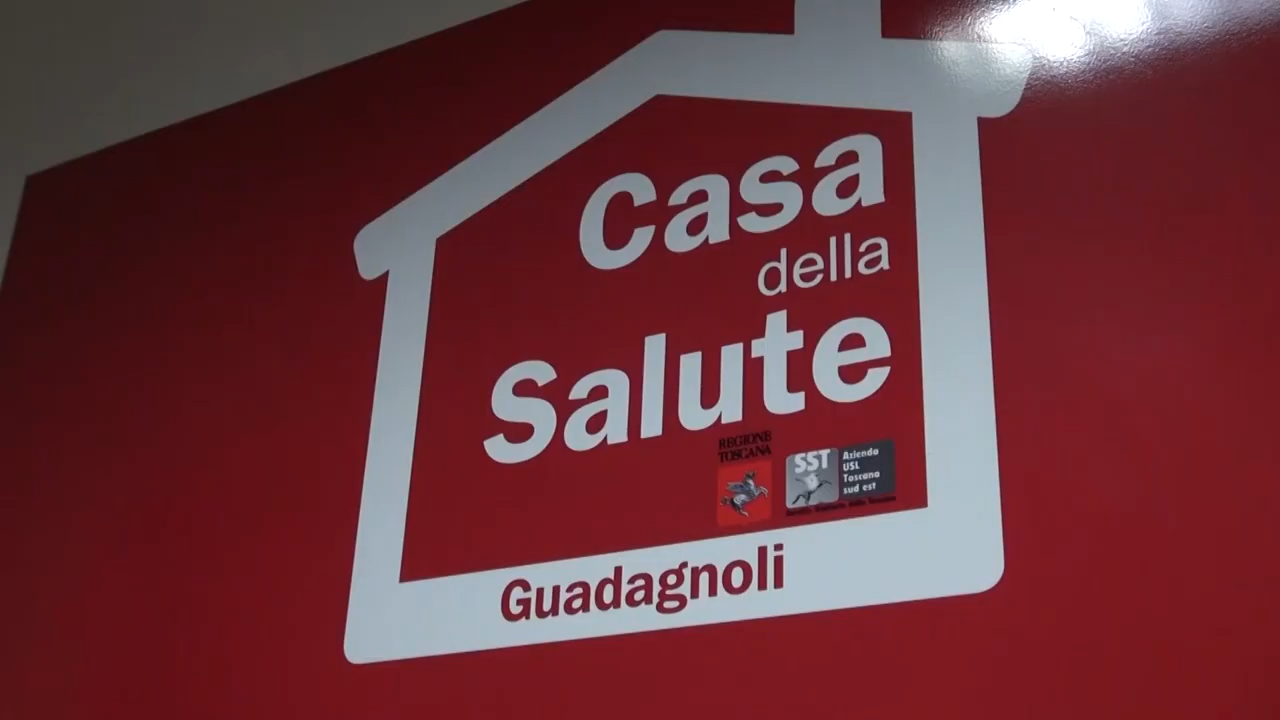 Casa
della
Salute
REGIONE
TOSCANA
SST
Azienda
USL
Toscana
sud est
Guadagnoli